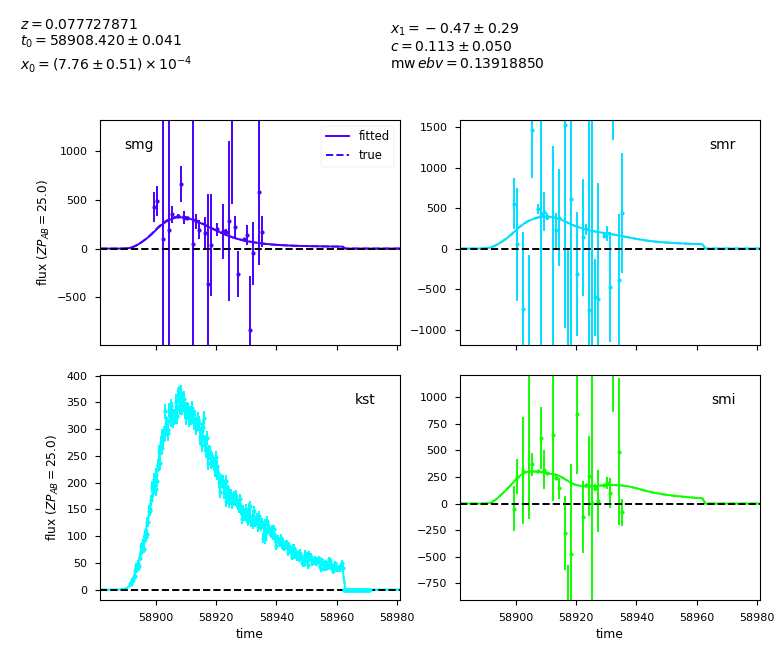 z = 0.077727871
t₀ = 58908.420 ± 0.041
x₀ = (7.76 ± 0.51) × 10⁻⁴
x₁ = −0.47 ± 0.29
c = 0.113 ± 0.050
mwebv = 0.13918850
smg
fitted
true
1000
500
0
−500
flux (ZP_AB = 25.0)
smr
1500
1000
500
0
−500
−1000
kst
400
350
300
250
200
150
100
50
0
flux (ZP_AB = 25.0)
58900 58920 58940 58960 58980
time
smi
1000
750
500
250
0
−250
−500
−750
58900 58920 58940 58960 58980
time